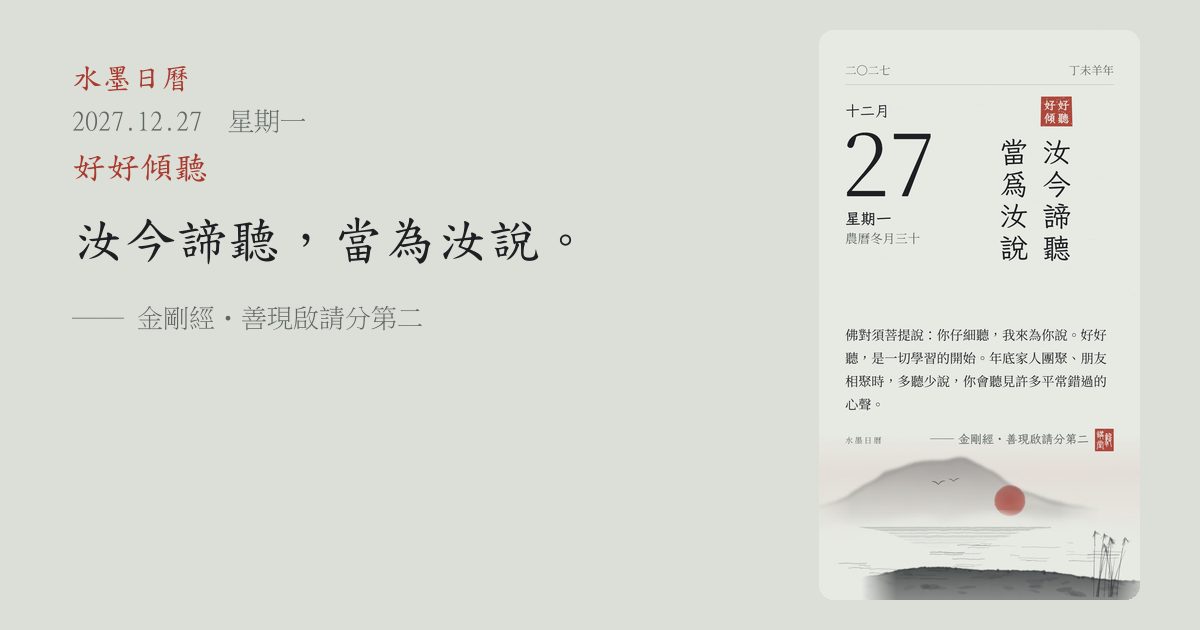 水墨日曆
2027.12.27 星期一
好好傾聽
汝今諦聽，當為汝說。
—— 金剛經・善現啟請分第二
二〇二七
丁未羊年
十二月
27
星期一
農曆冬月三十
好好傾聽
汝今諦聽
當爲汝說
佛對須菩提說：你仔細聽，我來為你說。好好
聽，是一切學習的開始。年底家人團聚、朋友
相聚時，多聽少說，你會聽見許多平常錯過的
心聲。
水墨日曆
—— 金剛經・善現啟請分第二